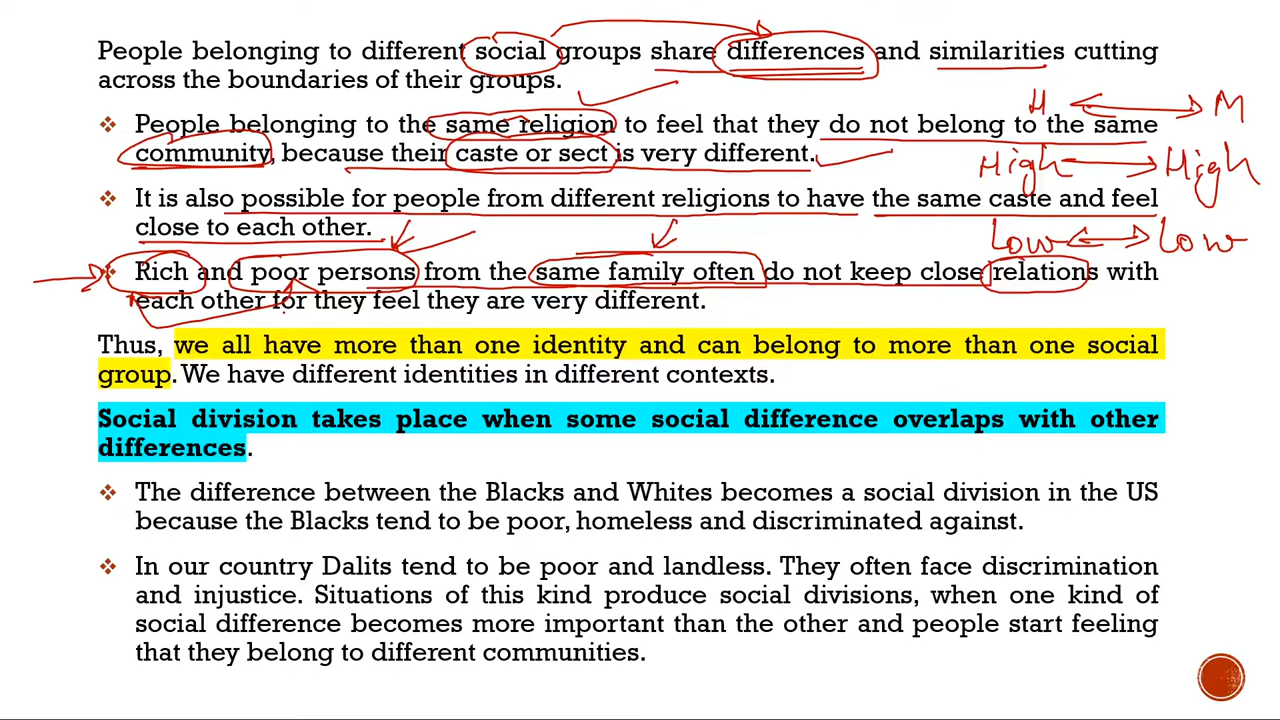 People belonging to different social groups share differences and similarities cutting
across the boundaries of their groups.
H M
❖ People belonging to the same religion to feel that they do not belong to the same
community, because their caste or sect is very different.
High High
❖ It is also possible for people from different religions to have the same caste and feel
close to each other.
Low Low
❖ Rich and poor persons from the same family often do not keep close relations with
each other for they feel they are very different.
Thus, we all have more than one identity and can belong to more than one social
group. We have different identities in different contexts.
Social division takes place when some social difference overlaps with other
differences.
❖ The difference between the Blacks and Whites becomes a social division in the US
because the Blacks tend to be poor, homeless and discriminated against.
❖ In our country Dalits tend to be poor and landless. They often face discrimination
and injustice. Situations of this kind produce social divisions, when one kind of
social difference becomes more important than the other and people start feeling
that they belong to different communities.